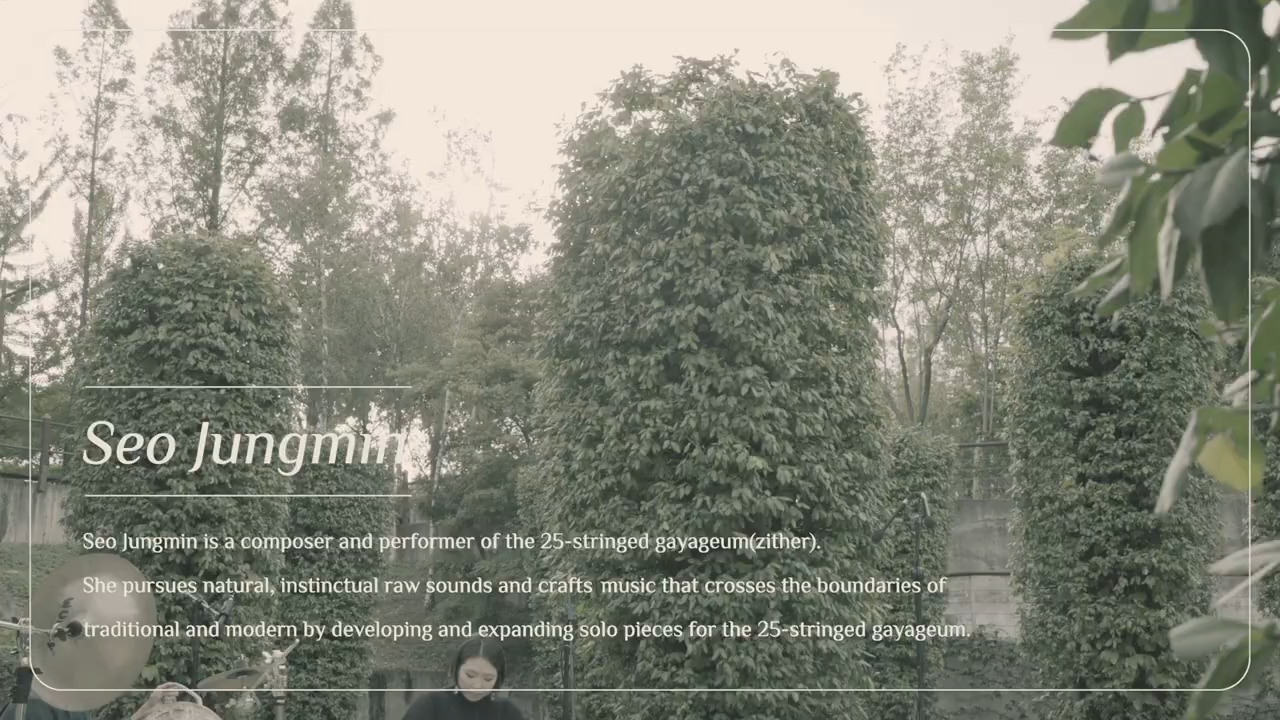 Seo Jungmin
Seo Jungmin is a composer and performer of the 25-stringed gayageum(zither).
She pursues natural, instinctual raw sounds and crafts music that crosses the boundaries of
traditional and modern by developing and expanding solo pieces for the 25-stringed gayageum.